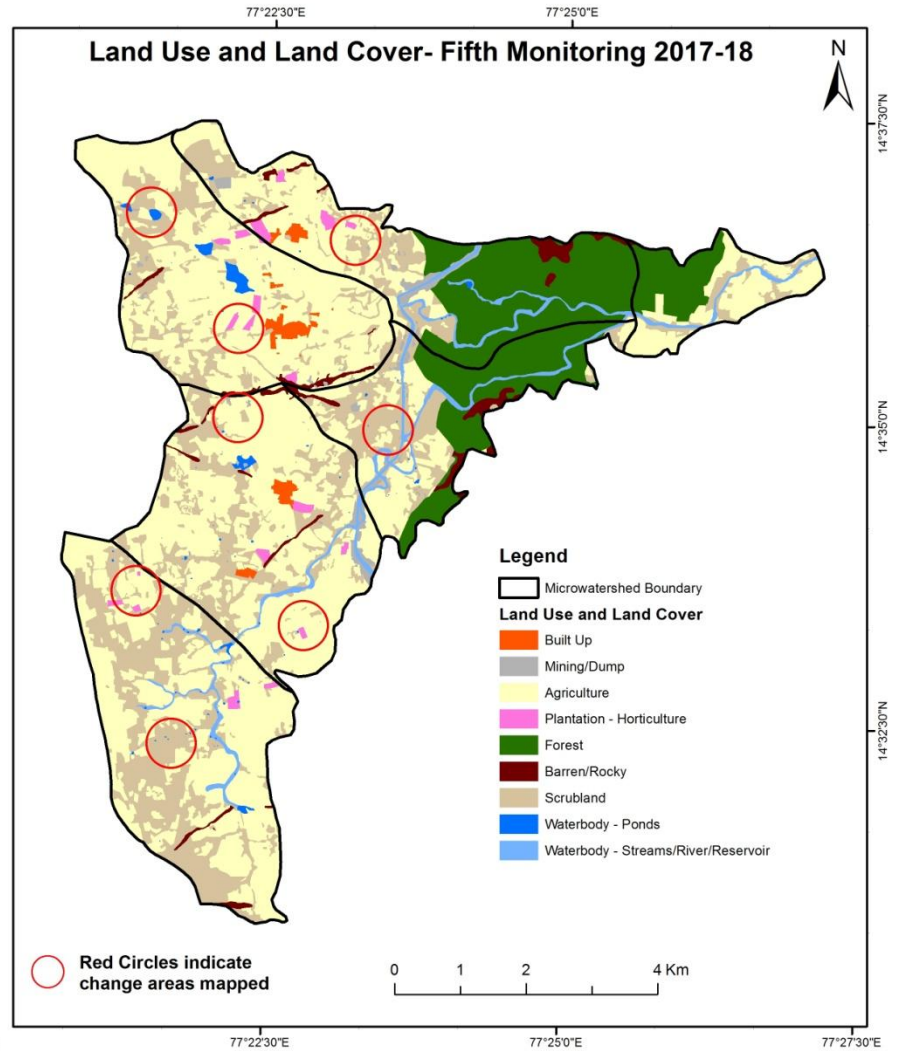 77°22'30"E
77°25'0"E
Land Use and Land Cover- Fifth Monitoring 2017-18
N
14°37'30"N
14°35'0"N
14°32'30"N
Legend
Microwatershed Boundary
Land Use and Land Cover
Built Up
Mining/Dump
Agriculture
Plantation - Horticulture
Forest
Barren/Rocky
Scrubland
Waterbody - Ponds
Waterbody - Streams/River/Reservoir
Red Circles indicate
change areas mapped
0 1 2 4 Km
77°22'30"E
77°25'0"E
77°27'30"E